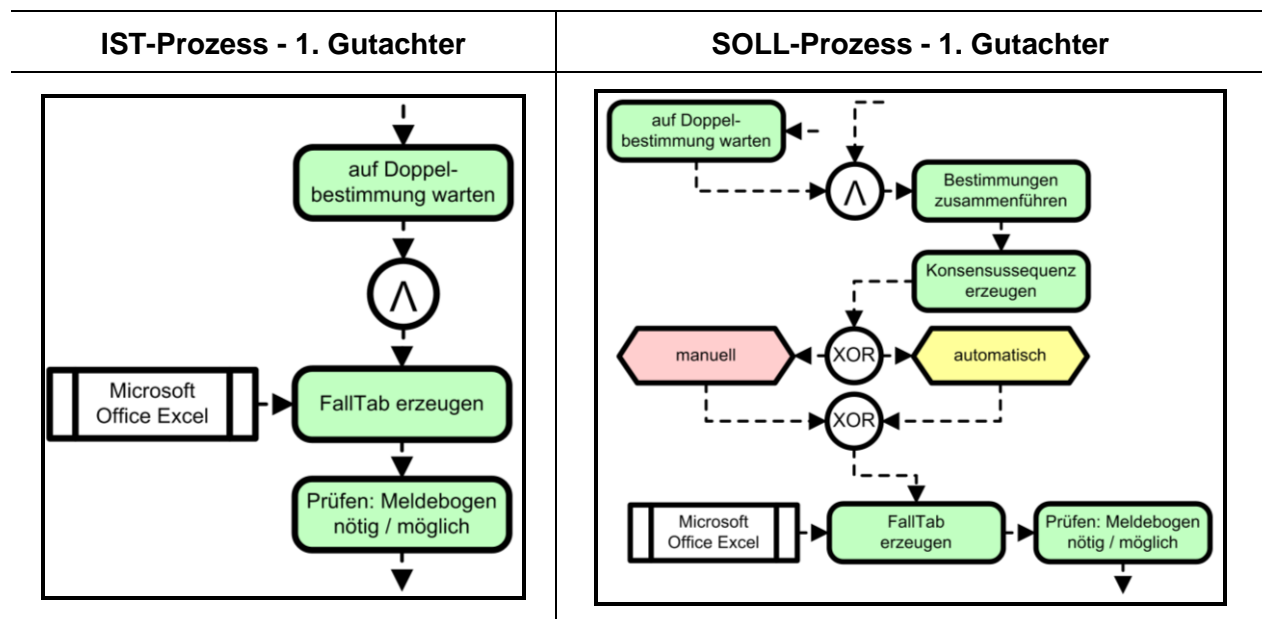 IST-Prozess - 1. Gutachter
SOLL-Prozess - 1. Gutachter
auf Doppel-
bestimmung warten
Λ
Microsoft
Office Excel
FallTab erzeugen
Prüfen: Meldebogen
nötig / möglich
auf Doppel-
bestimmung warten
Λ
Bestimmungen
zusammenführen
Konsensussequenz
erzeugen
manuell
XOR
automatisch
XOR
Microsoft
Office Excel
FallTab
erzeugen
Prüfen: Meldebogen
nötig / möglich